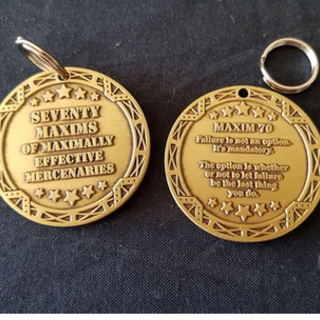 SEVENTY
MAXIMS
OF MAXIMALLY
EFFECTIVE
MERCENARIES
MAXIM 70
Failure is not an option.
It's mandatory.
The option is whether
or not to let failure
be the last thing
you do.